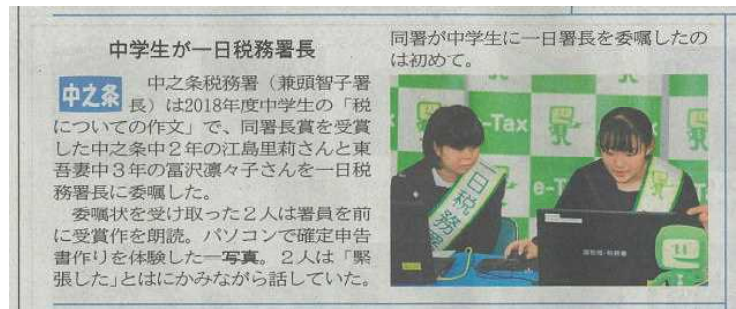 中学生が一日税務署長
中之条
中之条税務署（兼頭智子署
長）は2018年度中学生の「税
についての作文」で、同署長賞を受賞
した中之条中２年の江島里莉さんと東
吾妻中３年の冨沢凛々子さんを一日税
務署長に委嘱した。
委嘱状を受け取った２人は署員を前
に受賞作を朗読。パソコンで確定申告
書作りを体験した＝写真。２人は「緊
張した」とはにかみながら話していた。
同署が中学生に一日署長を委嘱したの
は初めて。
e-Tax
一日税務署
e-T
国税庁・税務署